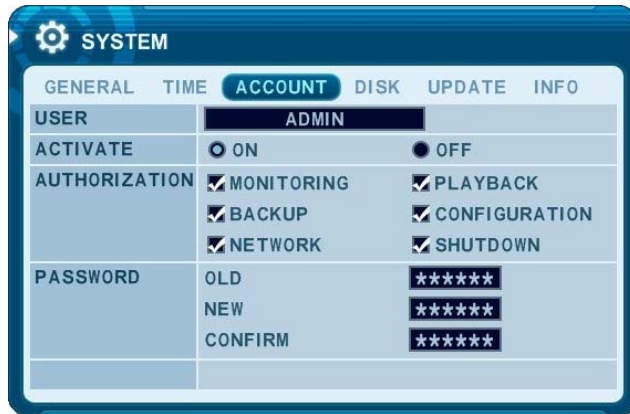 SYSTEM
GENERAL TIME ACCOUNT DISK UPDATE INFO
USER ADMIN
ACTIVATE ON OFF
AUTHORIZATION MONITORING PLAYBACK
BACKUP CONFIGURATION
NETWORK SHUTDOWN
PASSWORD OLD ******
NEW ******
CONFIRM ******